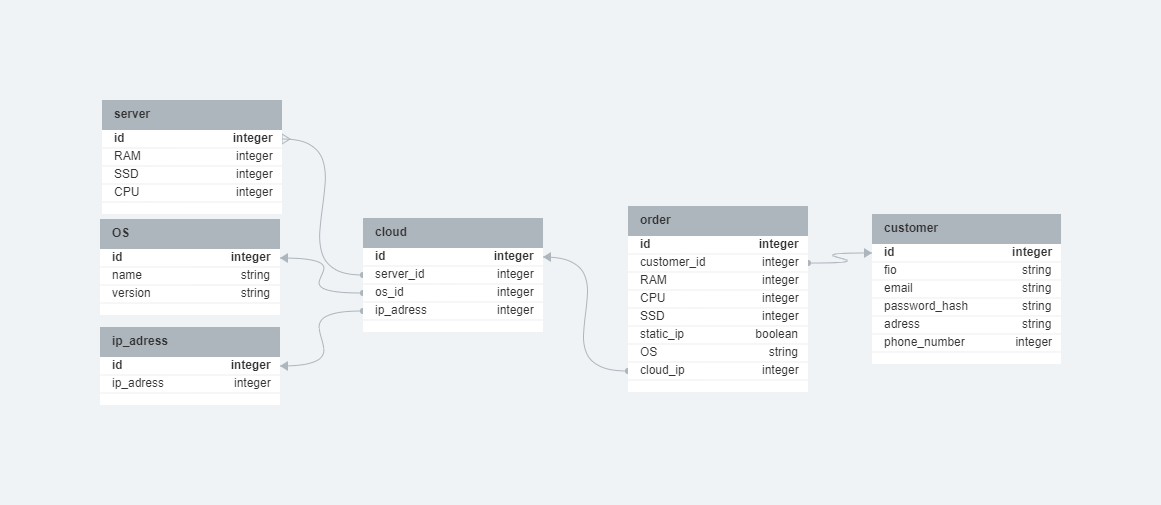 server
id integer
RAM integer
SSD integer
CPU integer
OS
id integer
name string
version string
ip_adress
id integer
ip_adress integer
cloud
id integer
server_id integer
os_id integer
ip_adress integer
order
id integer
customer_id integer
RAM integer
CPU integer
SSD integer
static_ip boolean
OS string
cloud_ip integer
customer
id integer
fio string
email string
password_hash string
adress string
phone_number integer